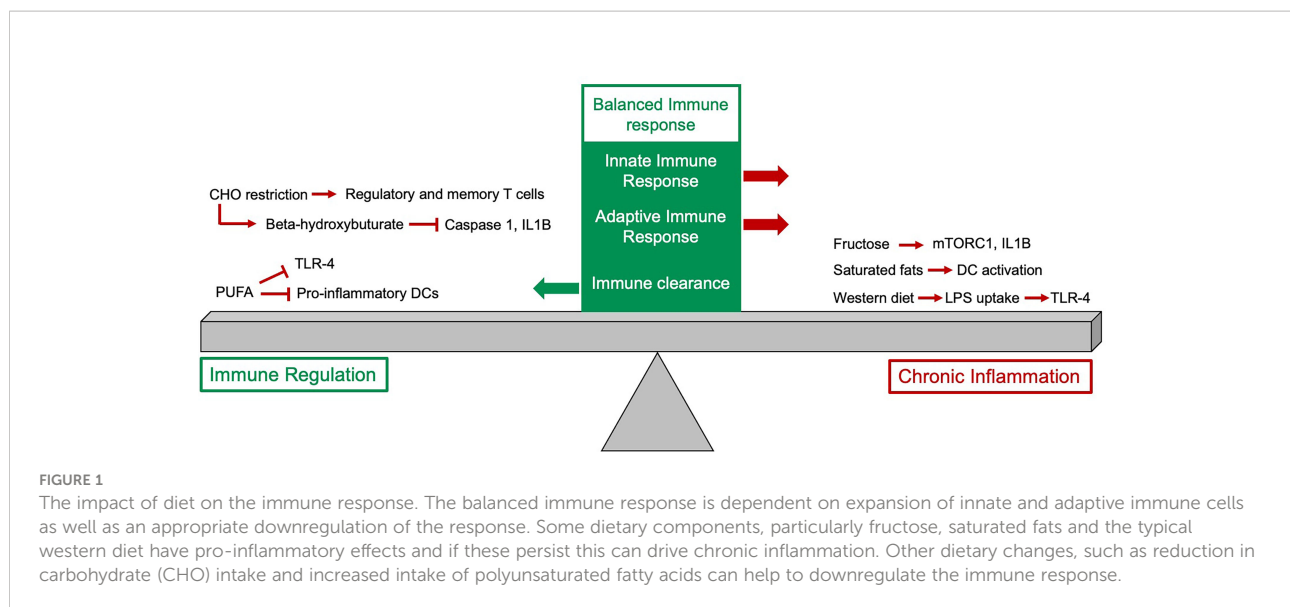 Balanced Immune
response
Innate Immune
Response
Adaptive Immune
Response
Immune clearance
CHO restriction
Regulatory and memory T cells
Beta-hydroxybuturate
Caspase 1, IL1B
TLR-4
PUFA
Pro-inflammatory DCs
Fructose
mTORC1, IL1B
Saturated fats
DC activation
Western diet
LPS uptake
TLR-4
Immune Regulation
Chronic Inflammation
FIGURE 1
The impact of diet on the immune response. The balanced immune response is dependent on expansion of innate and adaptive immune cells
as well as an appropriate downregulation of the response. Some dietary components, particularly fructose, saturated fats and the typical
western diet have pro-inflammatory effects and if these persist this can drive chronic inflammation. Other dietary changes, such as reduction in
carbohydrate (CHO) intake and increased intake of polyunsaturated fatty acids can help to downregulate the immune response.